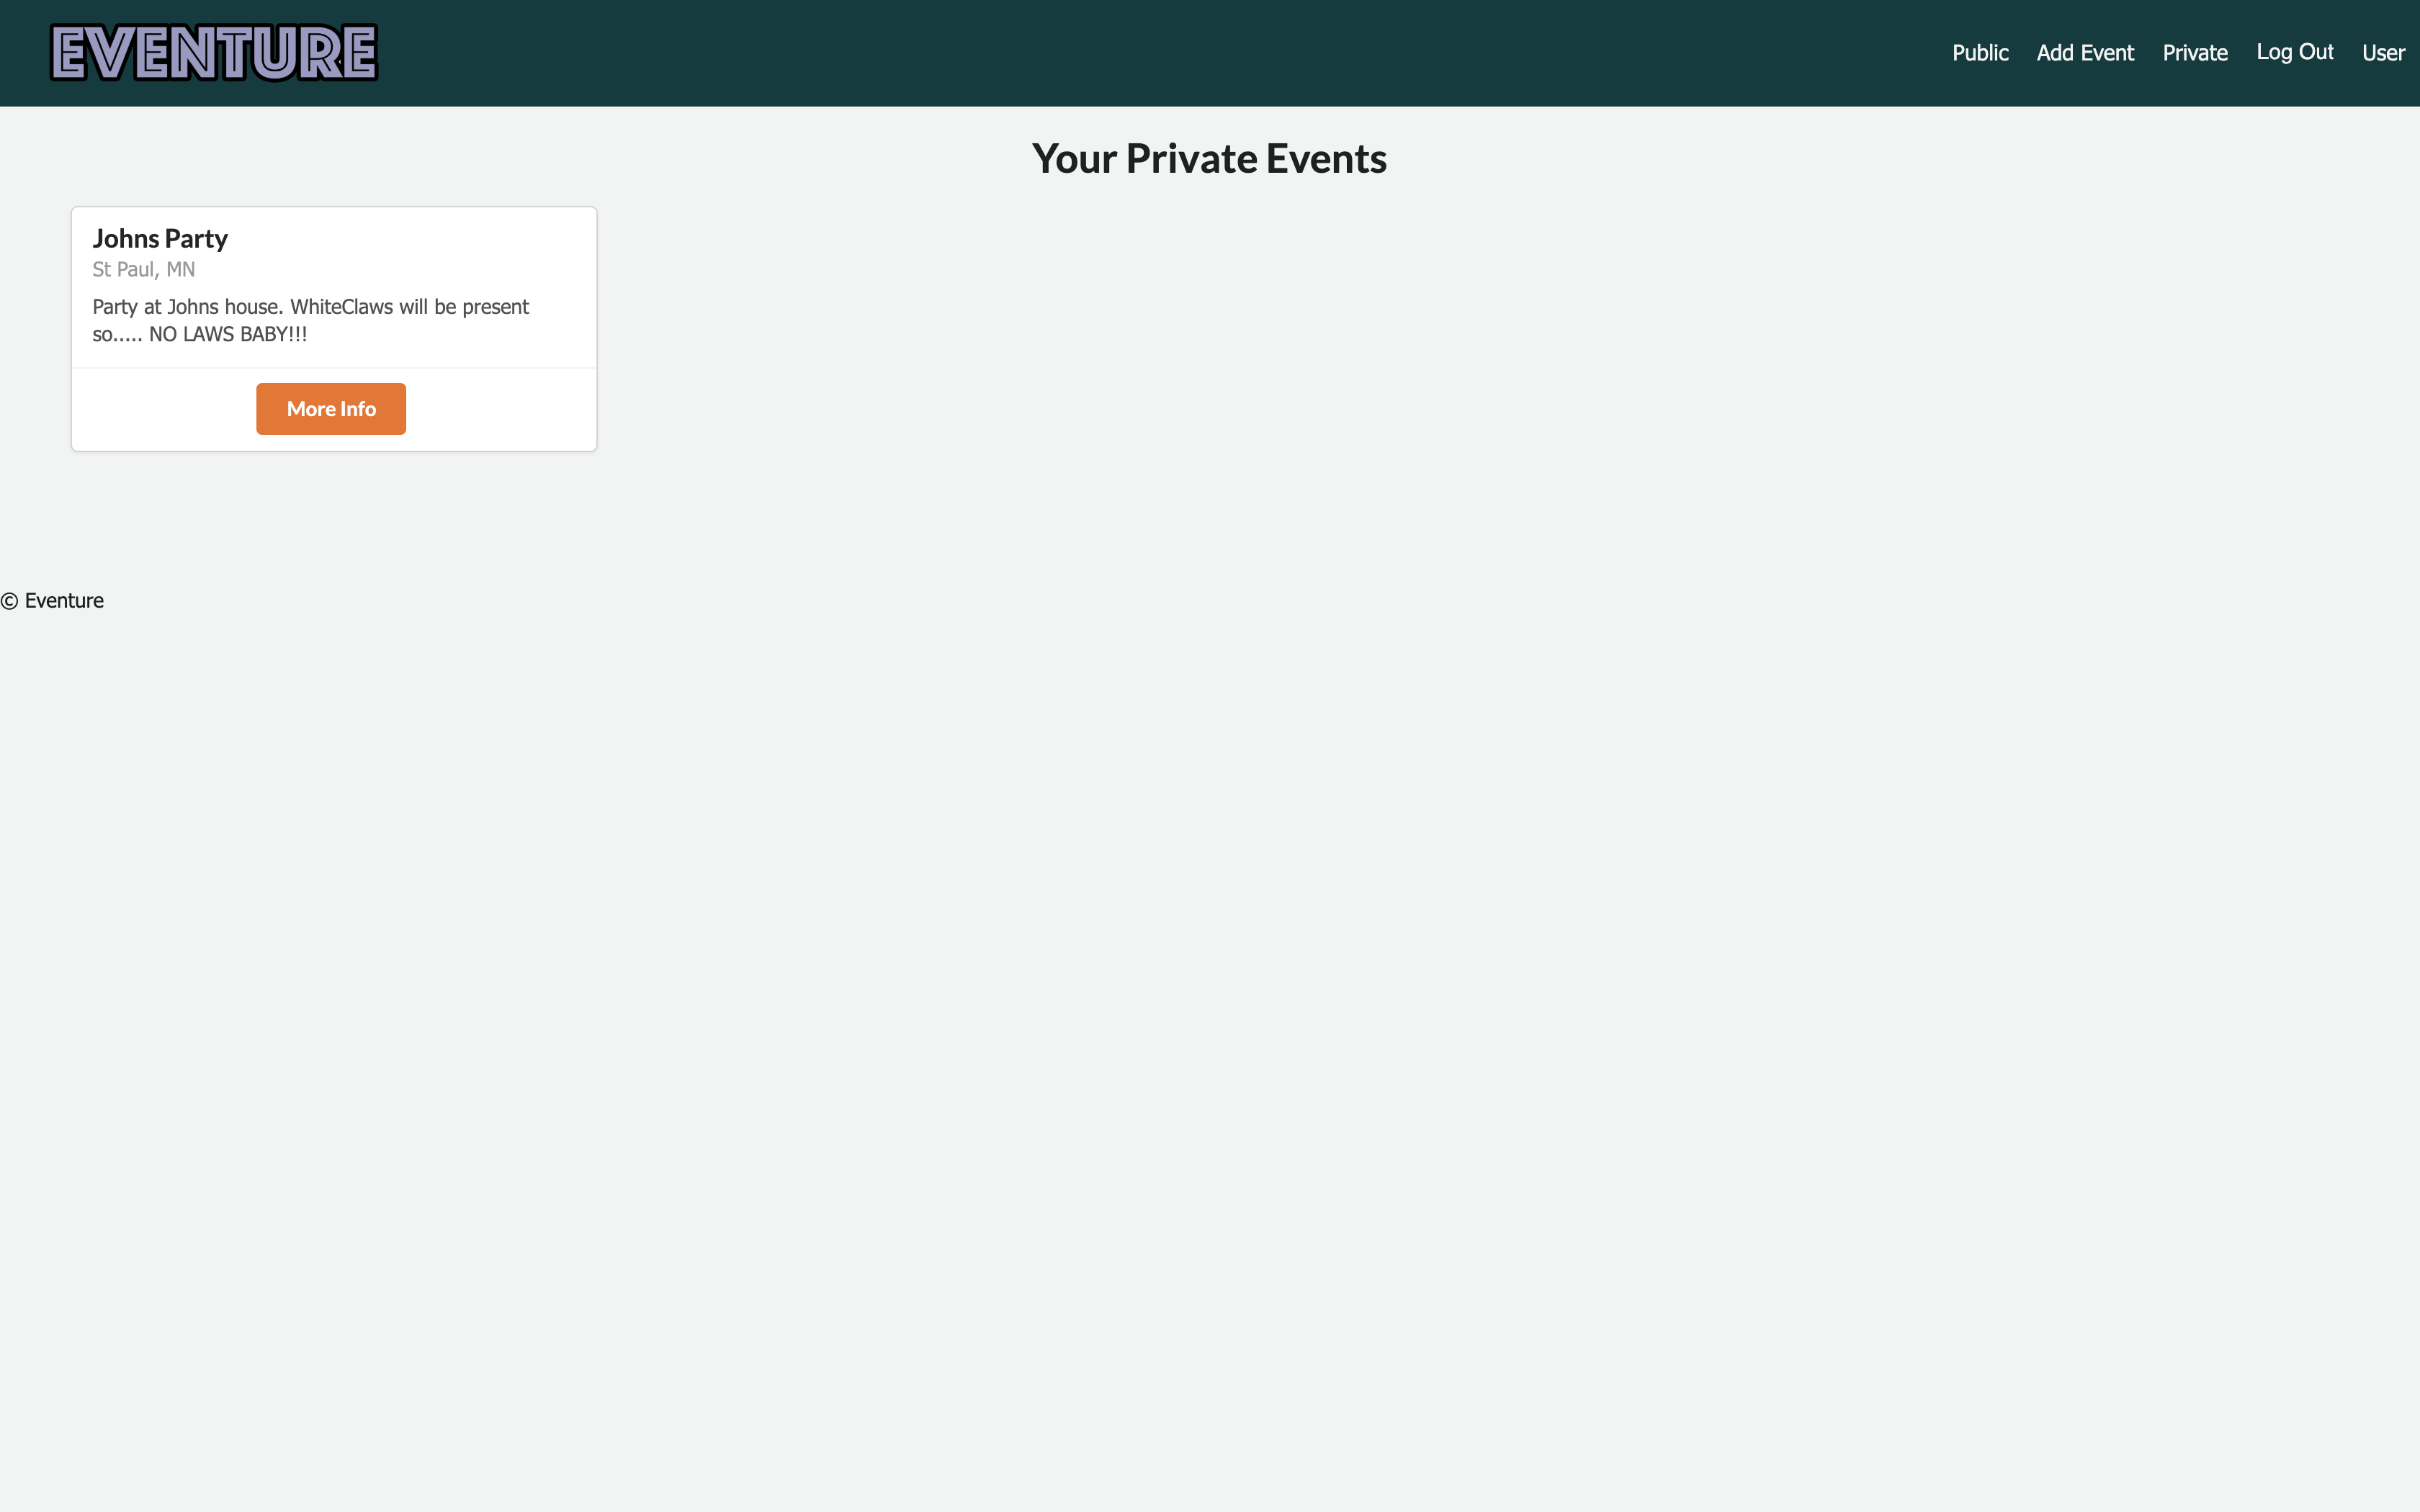 EVENTURE
Public Add Event Private Log Out User
Your Private Events
Johns Party
St Paul, MN
Party at Johns house. WhiteClaws will be present
so..... NO LAWS BABY!!!
More Info
© Eventure